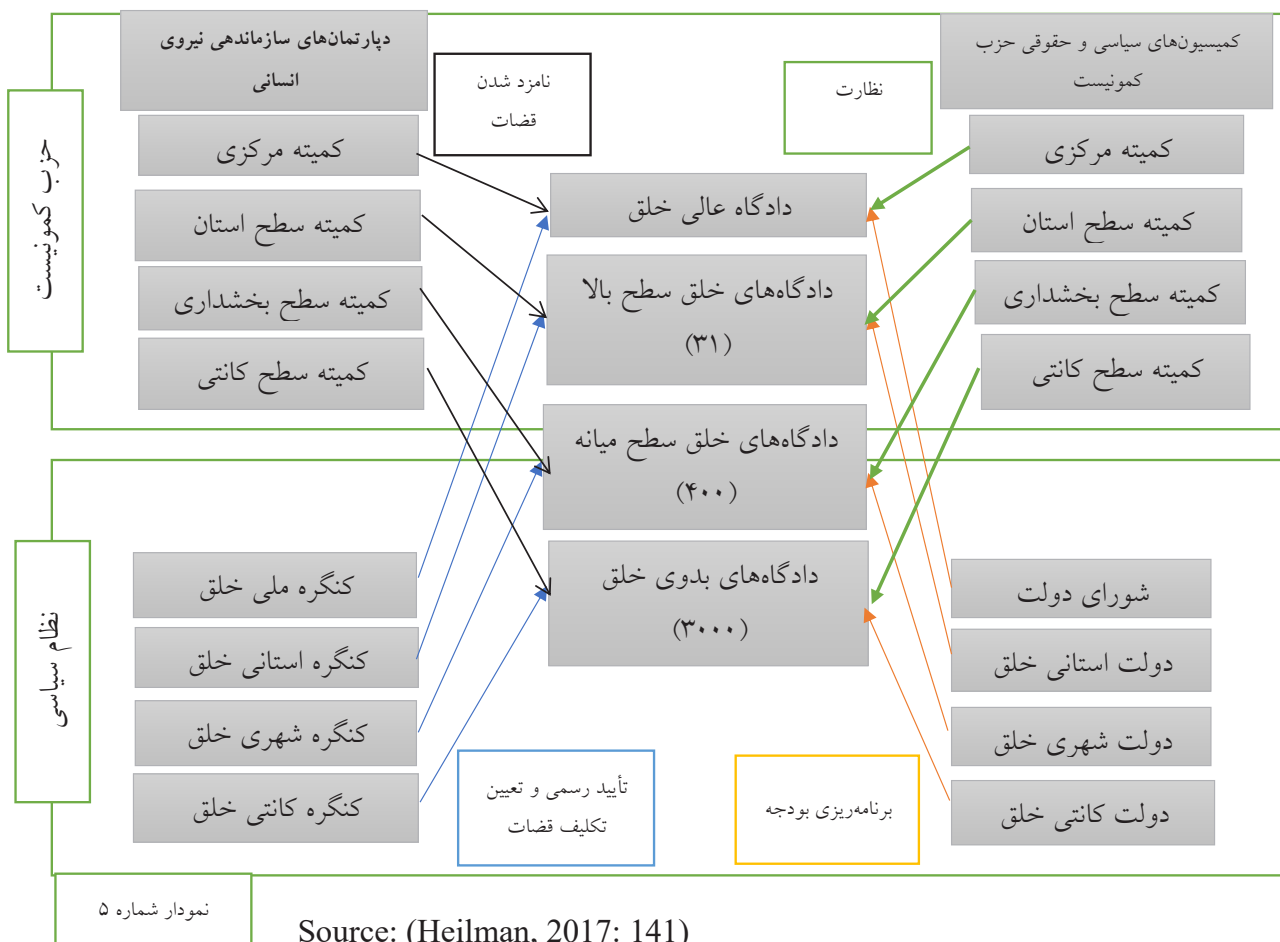 کمیسیون‌های سیاسی و حقوقی حزب
کمونیست
نظارت
نامزد شدن
قضات
دپارتمان‌های سازماندهی نیروی
انسانی
حزب کمونیست
کمیته مرکزی
کمیته سطح استان
کمیته سطح بخشداری
کمیته سطح کانتی
دادگاه عالی خلق
دادگاه‌های خلق سطح بالا
(۳۱)
دادگاه‌های خلق سطح میانه
(۴۰۰)
دادگاه‌های بدوی خلق
(۳۰۰۰)
کمیته مرکزی
کمیته سطح استان
کمیته سطح بخشداری
کمیته سطح کانتی
نظام سیاسی
شورای دولت
دولت استانی خلق
دولت شهری خلق
دولت کانتی خلق
کنگره ملی خلق
کنگره استانی خلق
کنگره شهری خلق
کنگره کانتی خلق
برنامه‌ریزی بودجه
تأیید رسمی و تعیین
تکلیف قضات
نمودار شماره ۵
Source: (Heilman, 2017: 141)